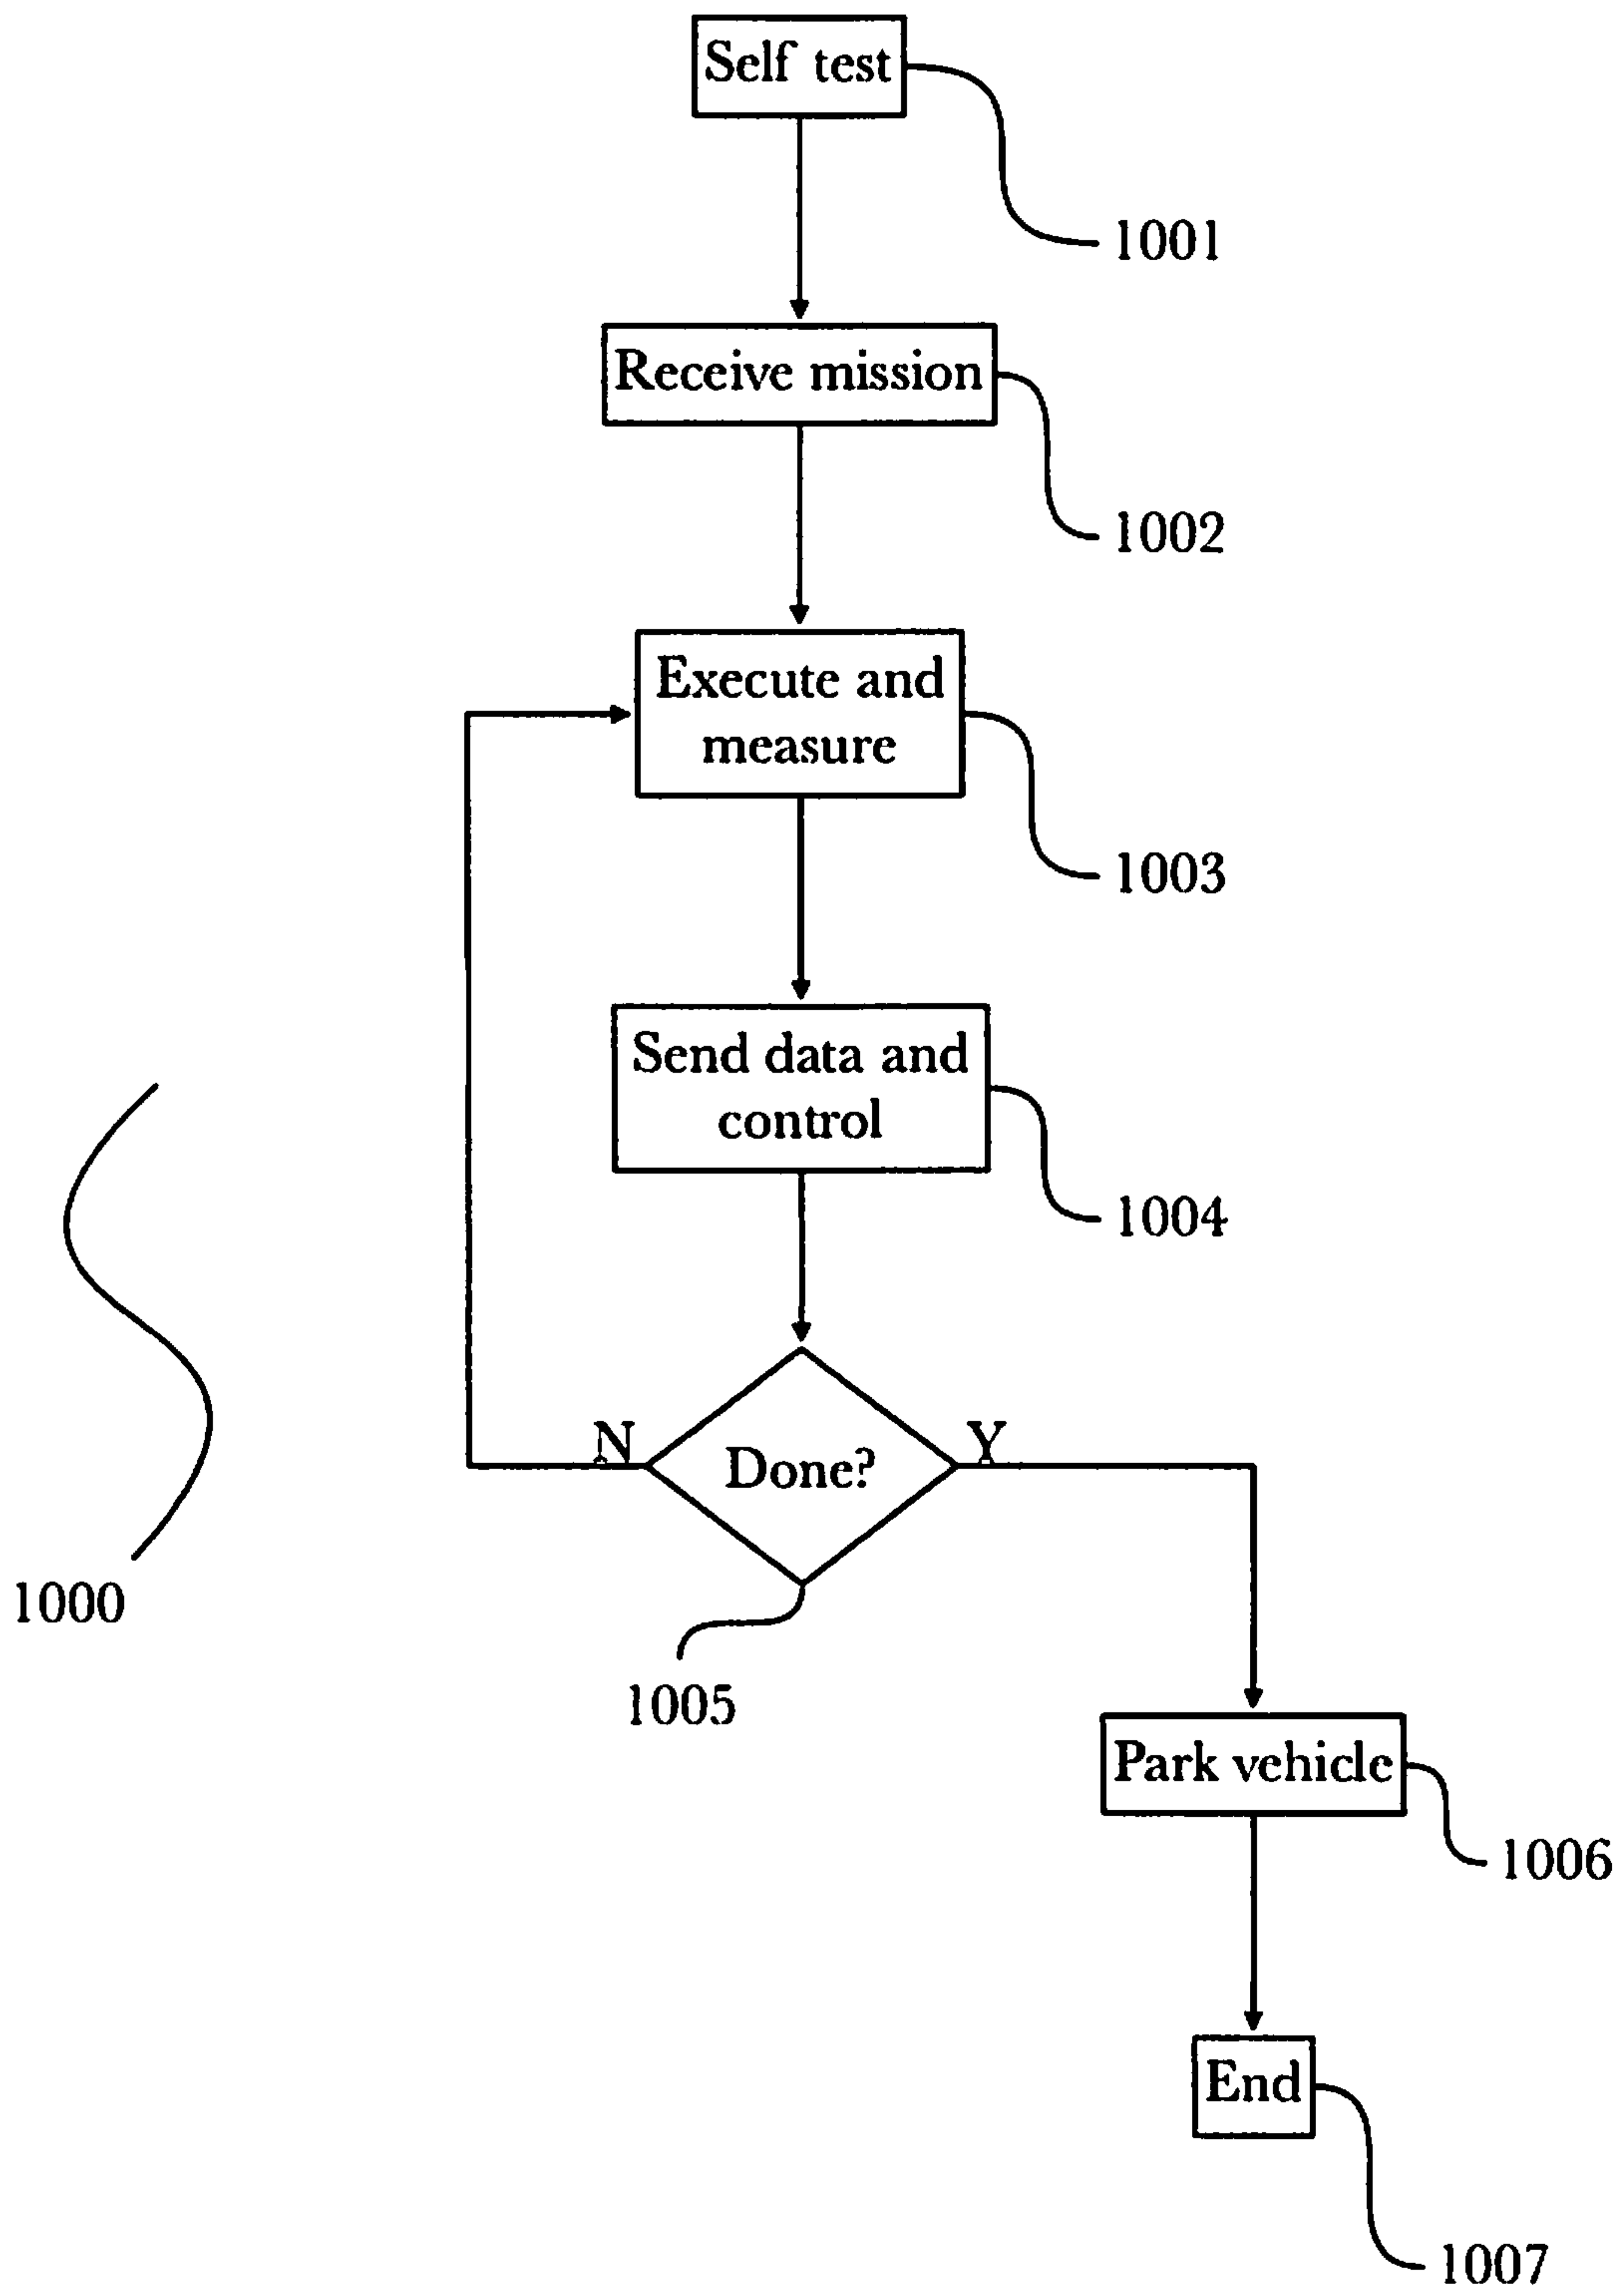 Self test
1001
Receive mission
1002
Execute and
measure
1003
Send data and
control
1004
N
Y
Done?
1000
1005
Park vehicle
1006
End
1007